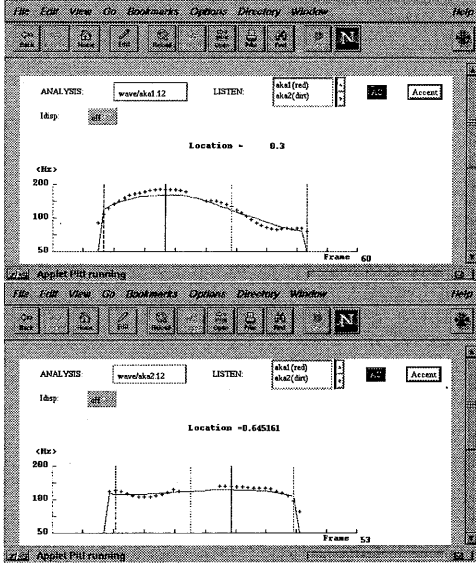 File Edit View Go Bookmarks Options Directory Window Help
Back Home Edit Reload Open Print Find N
ANALYSIS: wave/aka1.12 LISTEN: aka1(red) Accent
aka2(dirt)
Idisp: off
Location = 0.3
<Hz>
200
100
50
Frame 60
Applet Pitl running
File Edit View Go Bookmarks Options Directory Window Help
Back Home Edit Reload Open Print Find N
ANALYSIS: wave/aka2.12 LISTEN: aka1(red) Accent
aka2(dirt)
Idisp: off
Location =0.645161
<Hz>
200
100
50
Frame 53
Applet Pitl running